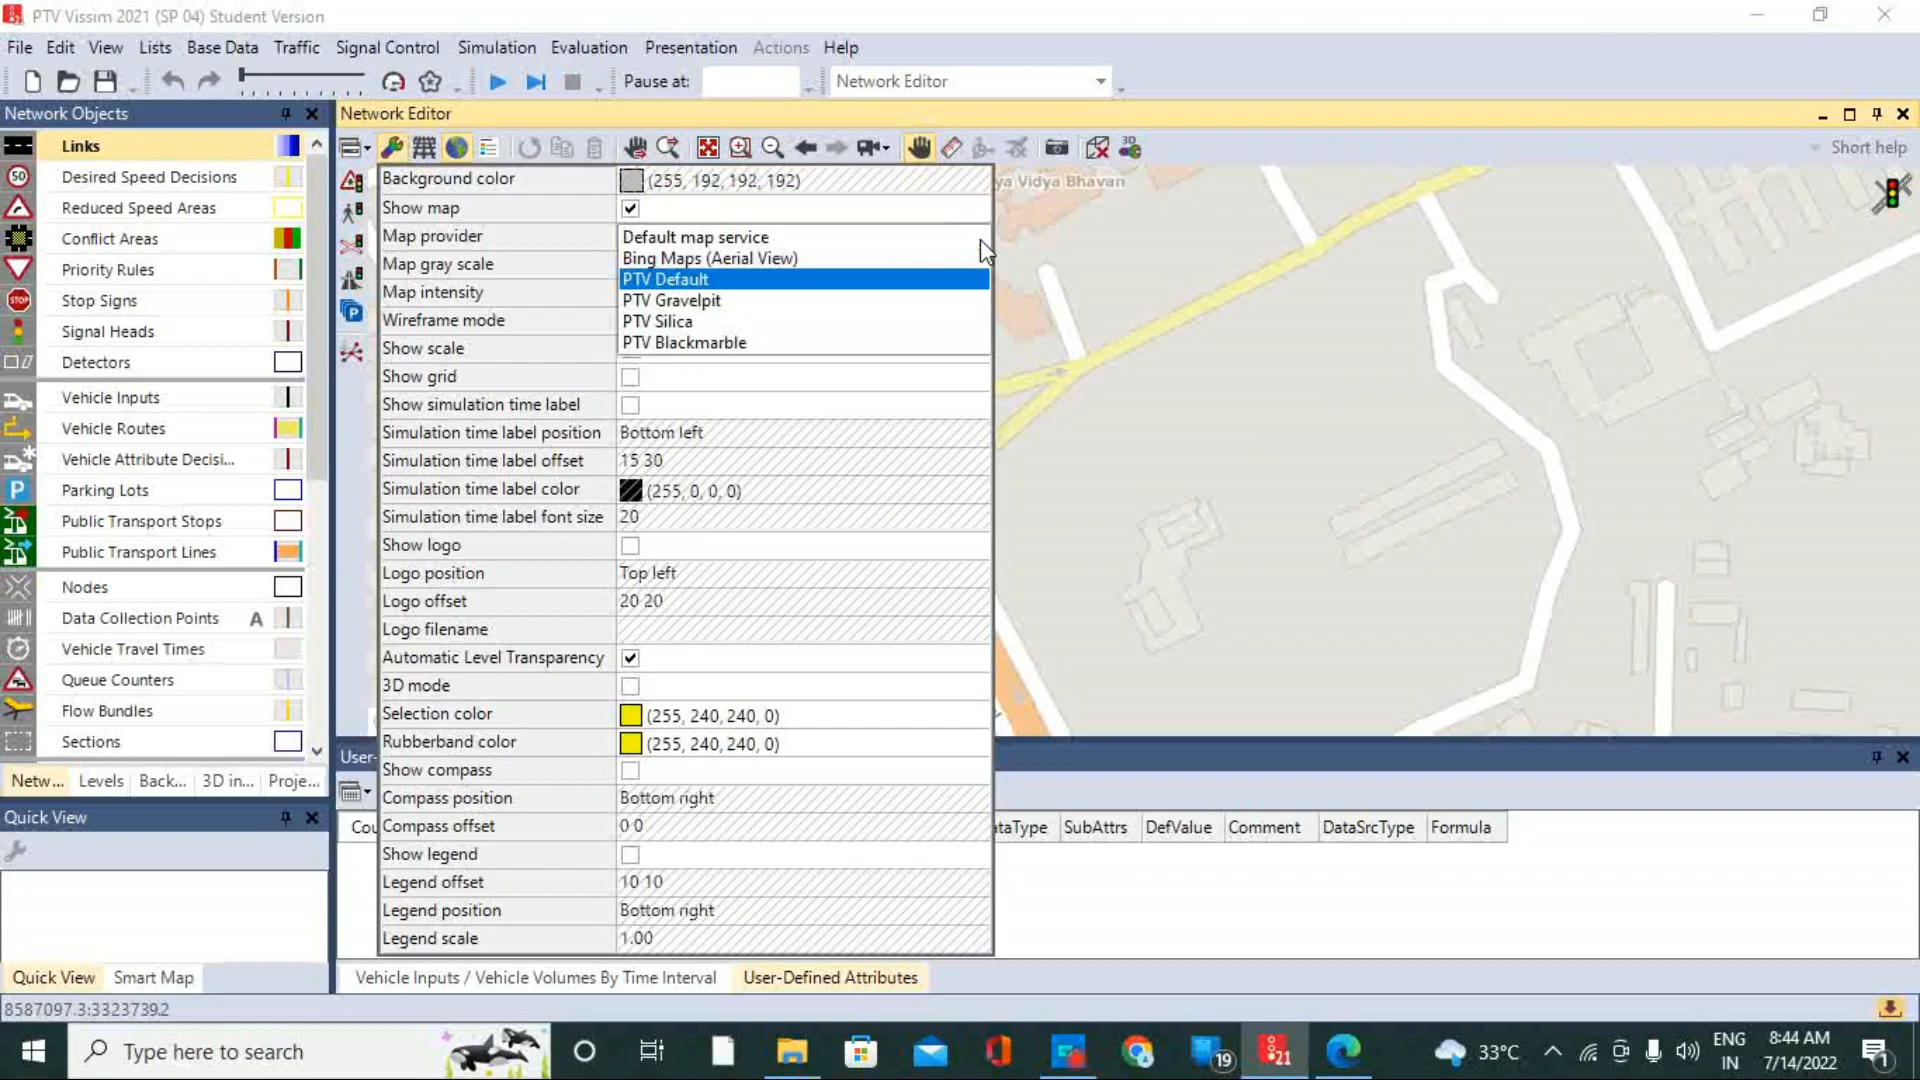 PTV Vissim 2021 (SP 04) Student Version
File Edit View Lists Base Data Traffic Signal Control Simulation Evaluation Presentation Actions Help
Pause at: Network Editor
Network Objects
Links
Desired Speed Decisions
Reduced Speed Areas
Conflict Areas
Priority Rules
Stop Signs
Signal Heads
Detectors
Vehicle Inputs
Vehicle Routes
Vehicle Attribute Decisi...
Parking Lots
Public Transport Stops
Public Transport Lines
Nodes
Data Collection Points A
Vehicle Travel Times
Queue Counters
Flow Bundles
Sections
Netw... Levels Back... 3D in... Proje...
Quick View
Quick View Smart Map
Network Editor
Short help
Background color (255, 192, 192, 192)
Show map
Map provider
Default map service
Bing Maps (Aerial View)
PTV Default
PTV Gravelpit
PTV Silica
PTV Blackmarble
Map gray scale
Map intensity
Wireframe mode
Show scale
Show grid
Show simulation time label
Simulation time label position Bottom left
Simulation time label offset 15 30
Simulation time label color (255, 0, 0, 0)
Simulation time label font size 20
Show logo
Logo position Top left
Logo offset 20 20
Logo filename
Automatic Level Transparency
3D mode
Selection color (255, 240, 240, 0)
Rubberband color (255, 240, 240, 0)
Show compass
Compass position Bottom right
Compass offset 0 0
Show legend
Legend offset 10 10
Legend position Bottom right
Legend scale 1.00
ya Vidya Bhavan
User-
Cou ataType SubAttrs DefValue Comment DataSrcType Formula
Vehicle Inputs / Vehicle Volumes By Time Interval User-Defined Attributes
8587097.3:3323739.2
Type here to search
19
21
33°C
ENG
IN
8:44 AM
7/14/2022
1
50
STOP
P
P
3D